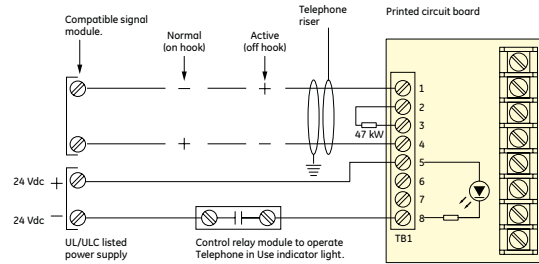 Compatible signal
module.
Normal
(on hook)
Active
(off hook)
Telephone
riser
Printed circuit board
− − +
− + −
1
2
3
4
5
6
7
8
47 kW
TB1
24 Vdc +
24 Vdc −
UL/ULC listed
power supply
Control relay module to operate
Telephone in Use indicator light.